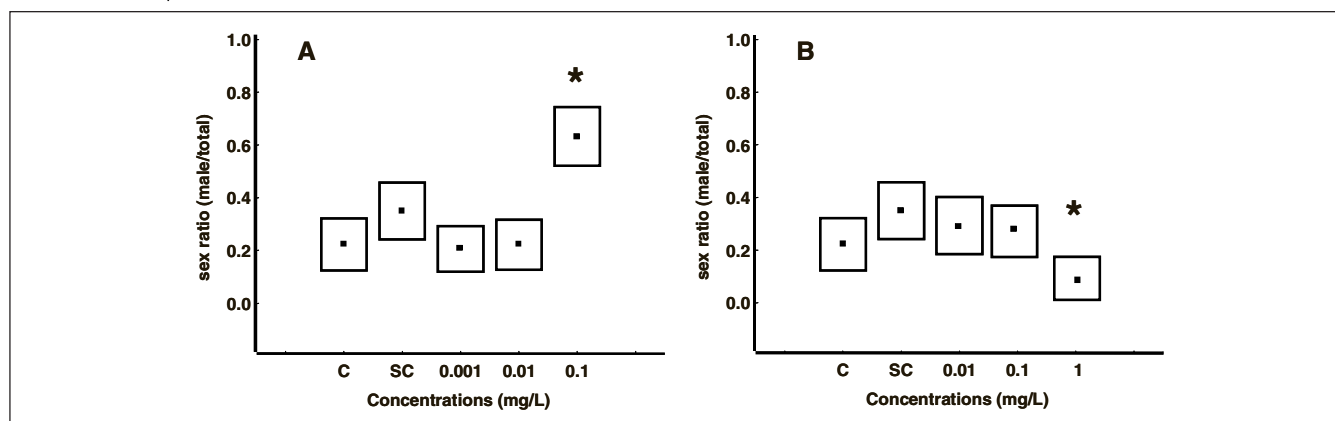 A
*
1.0
0.8
0.6
0.4
0.2
0.0
sex ratio (male/total)
C SC 0.001 0.01 0.1
Concentrations (mg/L)
B
*
1.0
0.8
0.6
0.4
0.2
0.0
sex ratio (male/total)
C SC 0.01 0.1 1
Concentrations (mg/L)